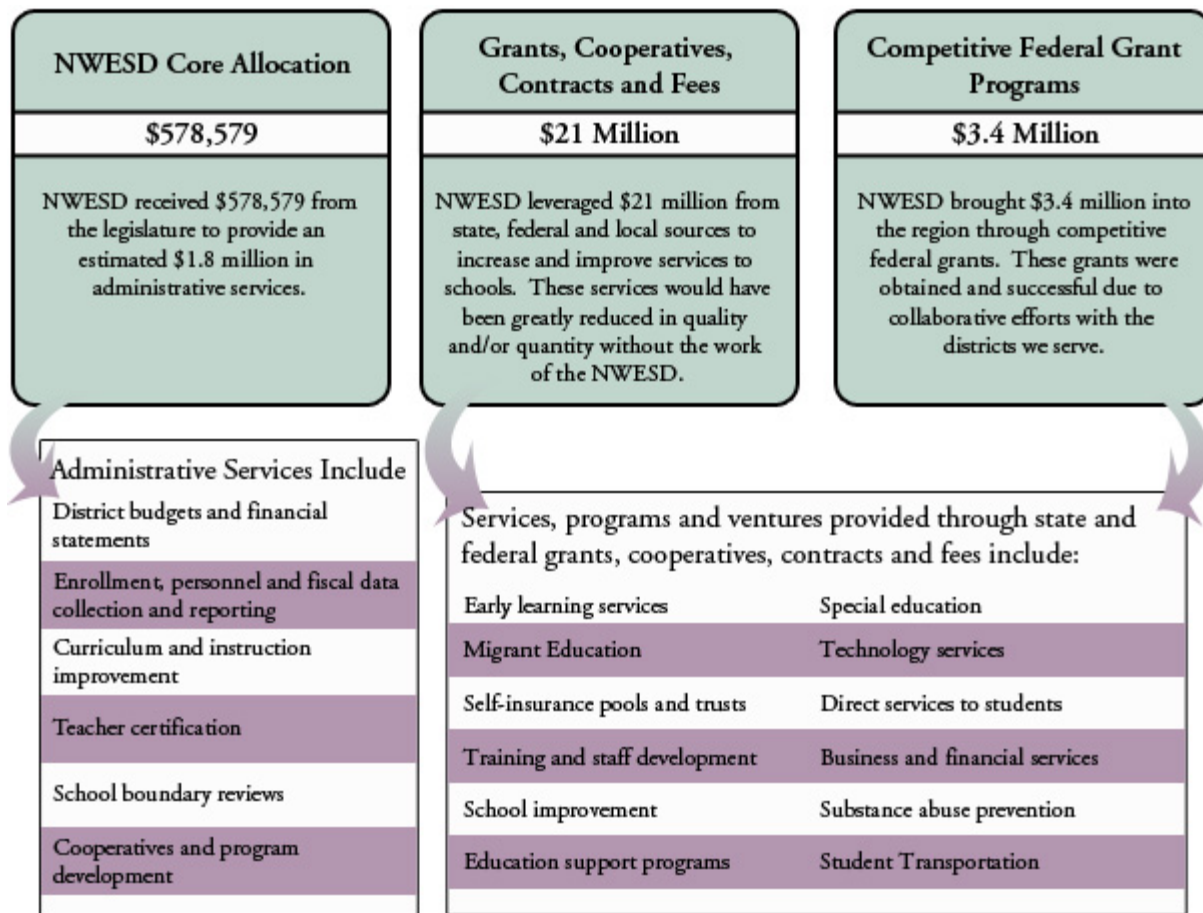 NWESD Core Allocation
$578,579
NWESD received $578,579 from
the legislature to provide an
estimated $1.8 million in
administrative services.
Grants, Cooperatives,
Contracts and Fees
$21 Million
NWESD leveraged $21 million from
state, federal and local sources to
increase and improve services to
schools. These services would have
been greatly reduced in quality
and/or quantity without the work
of the NWESD.
Competitive Federal Grant
Programs
$3.4 Million
NWESD brought $3.4 million into
the region through competitive
federal grants. These grants were
obtained and successful due to
collaborative efforts with the
districts we serve.
Administrative Services Include
District budgets and financial
statements
Enrollment, personnel and fiscal data
collection and reporting
Curriculum and instruction
improvement
Teacher certification
School boundary reviews
Cooperatives and program
development
Services, programs and ventures provided through state and
federal grants, cooperatives, contracts and fees include:
Early learning services
Special education
Migrant Education
Technology services
Self-insurance pools and trusts
Direct services to students
Training and staff development
Business and financial services
School improvement
Substance abuse prevention
Education support programs
Student Transportation